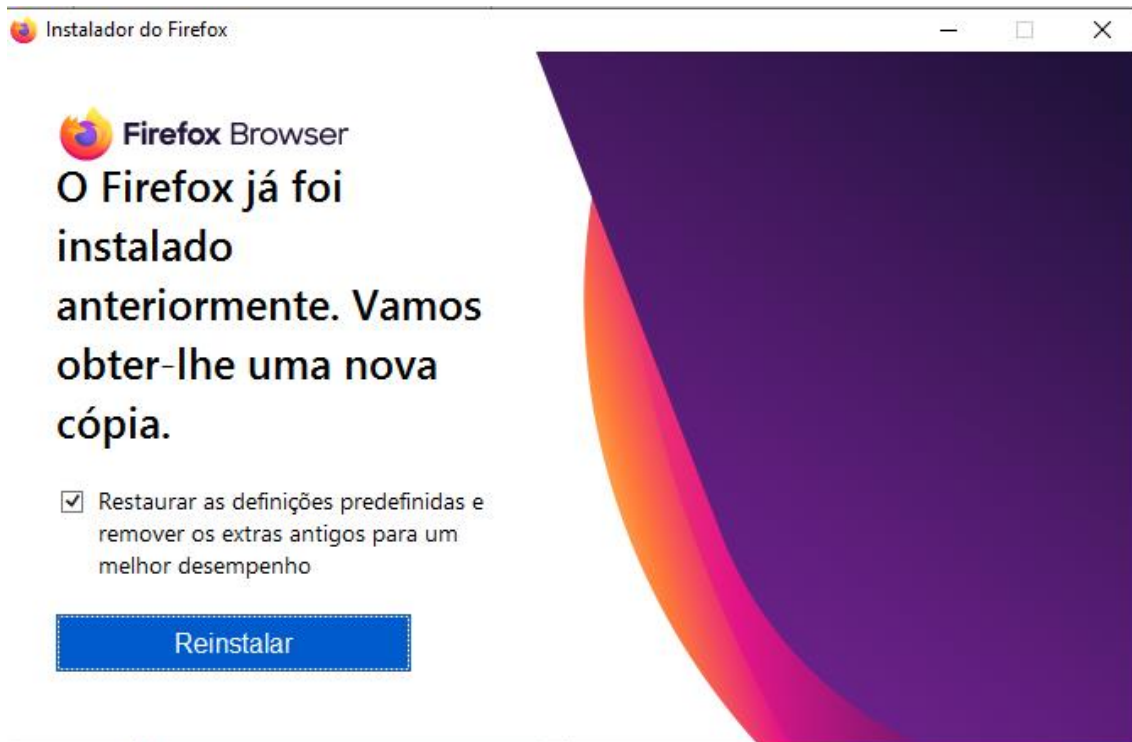 Instalador do Firefox
Firefox Browser
O Firefox já foi
instalado
anteriormente. Vamos
obter-lhe uma nova
cópia.
Restaurar as definições predefinidas e
remover os extras antigos para um
melhor desempenho
Reinstalar